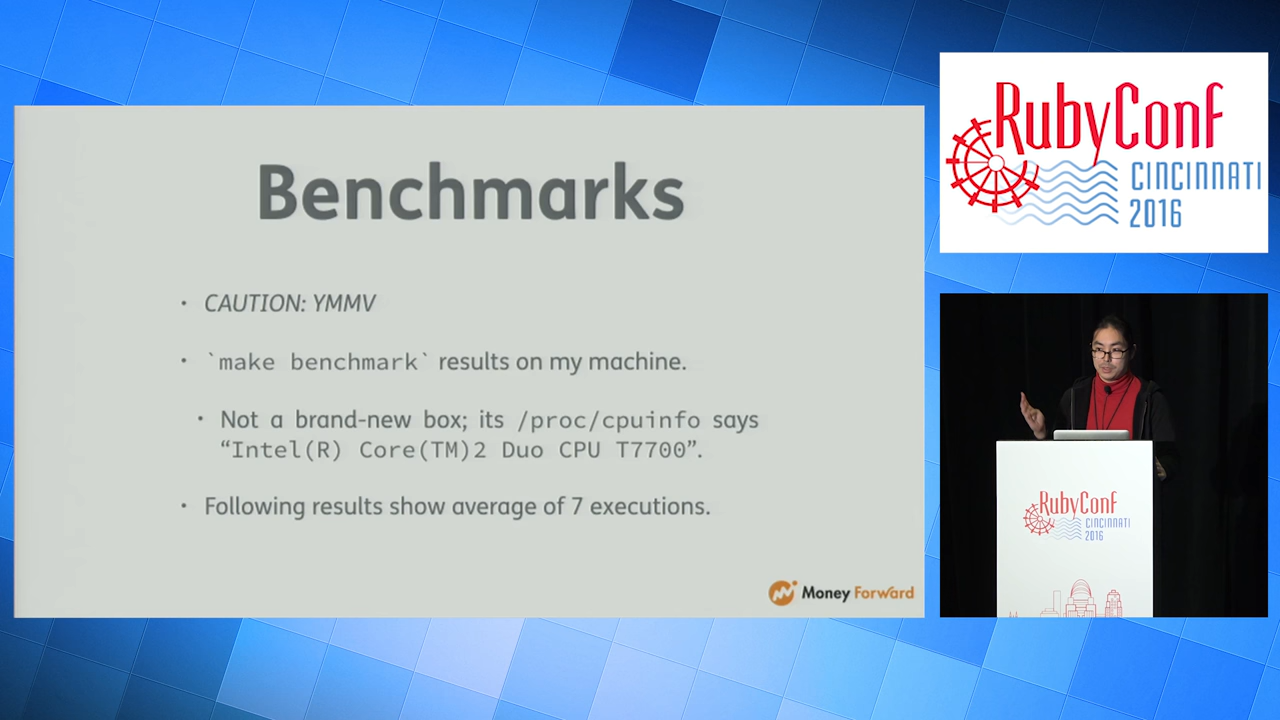 Benchmarks
• CAUTION: YMMV
• `make benchmark` results on my machine.
• Not a brand-new box; its /proc/cpuinfo says
“Intel(R) Core(TM)2 Duo CPU T7700”.
• Following results show average of 7 executions.
Money Forward
RubyConf
CINCINNATI
2016
RubyConf
CINCINNATI
2016